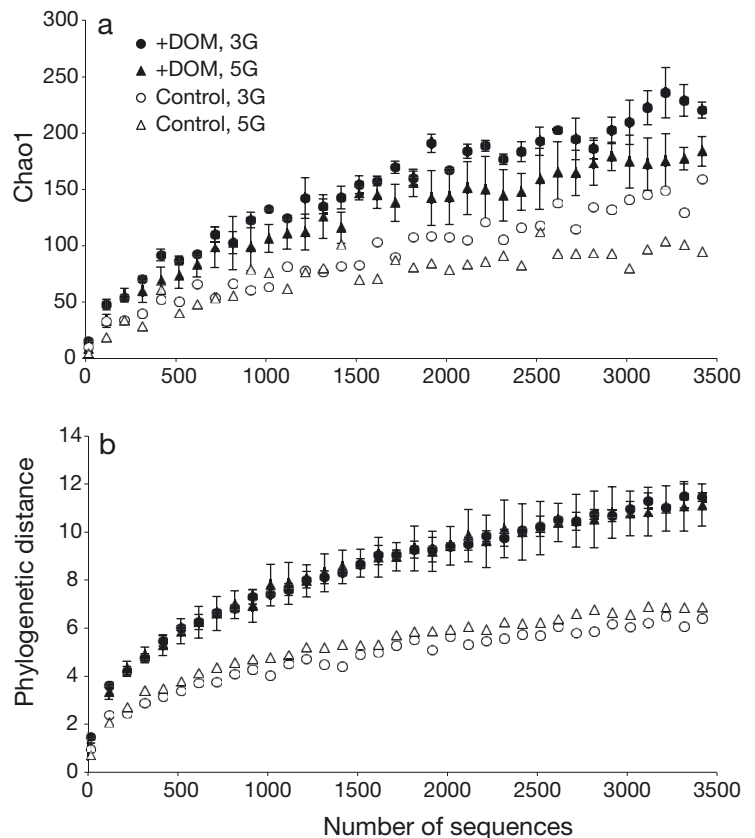 a
300
250
200
150
100
50
0
Chao1
+DOM, 3G
+DOM, 5G
Control, 3G
Control, 5G
0 500 1000 1500 2000 2500 3000 3500
b
14
12
10
8
6
4
2
0
Phylogenetic distance
0 500 1000 1500 2000 2500 3000 3500
Number of sequences